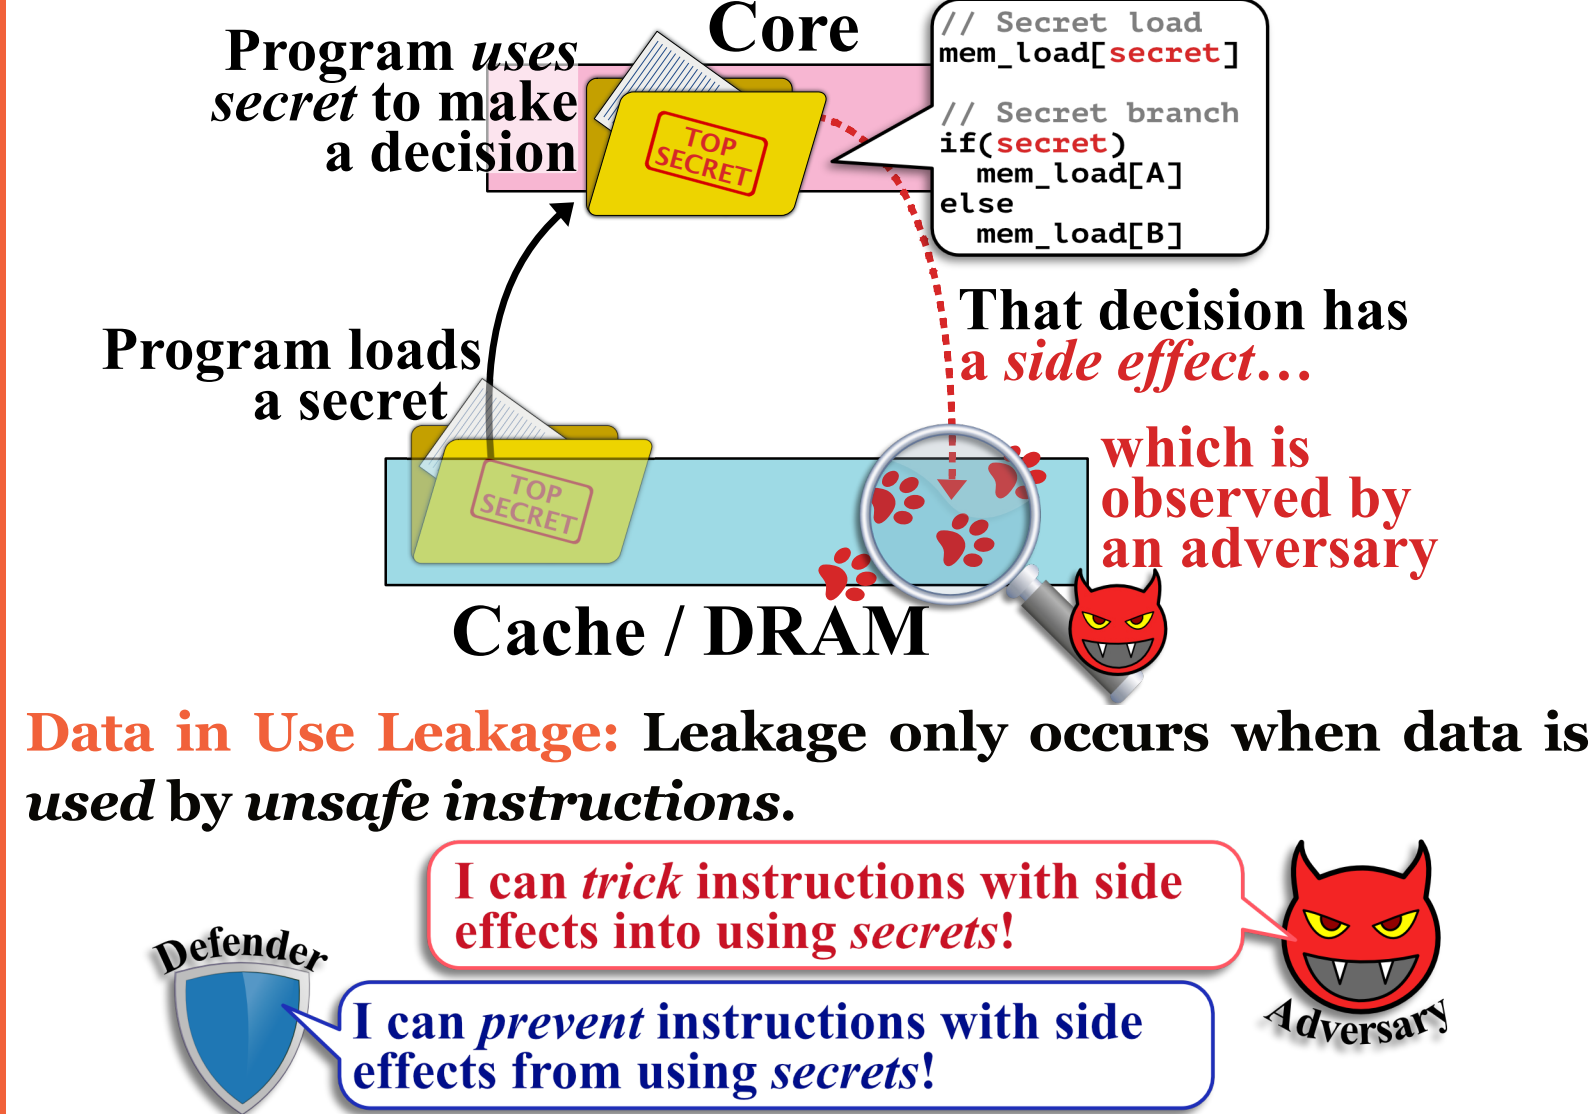 Core
Program uses
secret to make
a decision
TOP
SECRET
// Secret load
mem_load[secret]
// Secret branch
if(secret)
  mem_load[A]
else
  mem_load[B]
That decision has
a side effect...
Program loads
a secret
TOP
SECRET
which is
observed by
an adversary
Cache / DRAM
Data in Use Leakage: Leakage only occurs when data is
used by unsafe instructions.
I can trick instructions with side
effects into using secrets!
Adversary
Defender
I can prevent instructions with side
effects from using secrets!